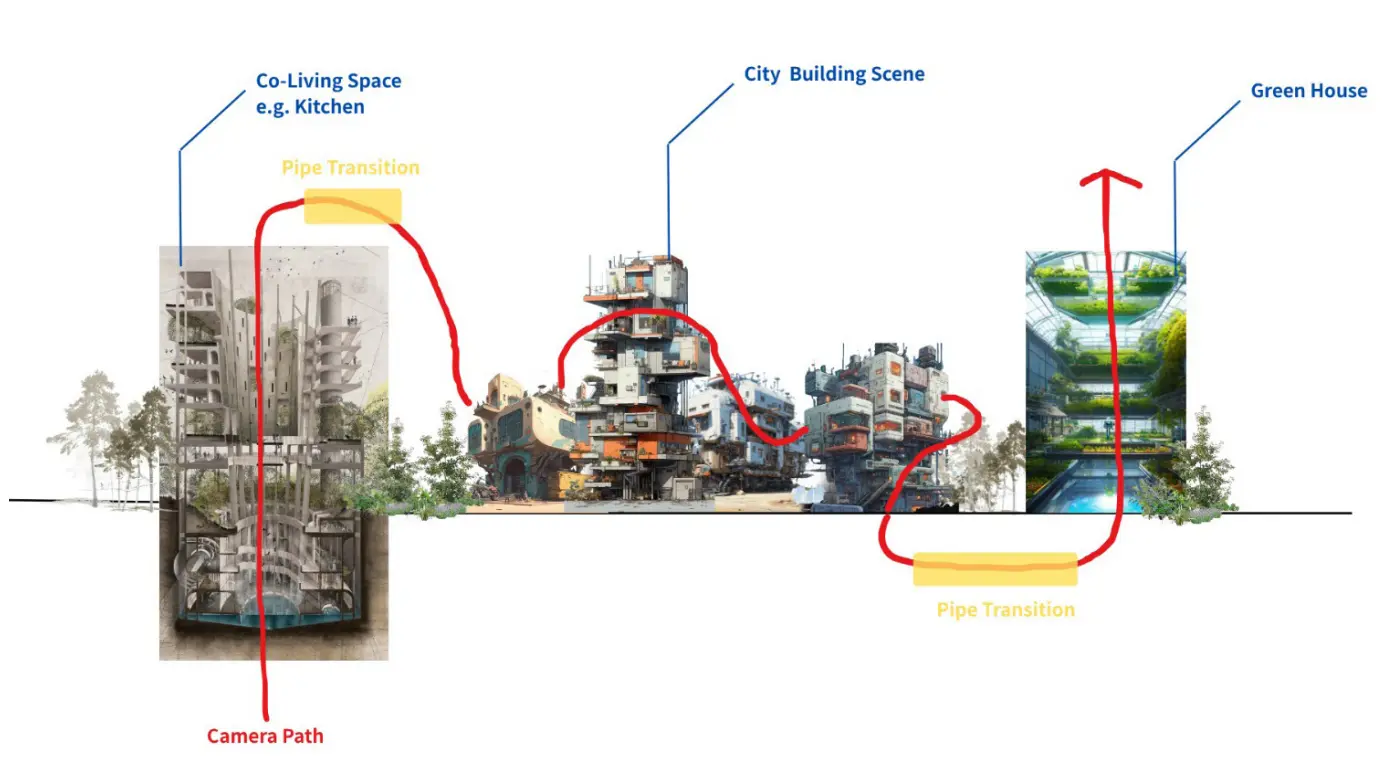 Co-Living Space
e.g. Kitchen
City Building Scene
Green House
Pipe Transition
Pipe Transition
Camera Path